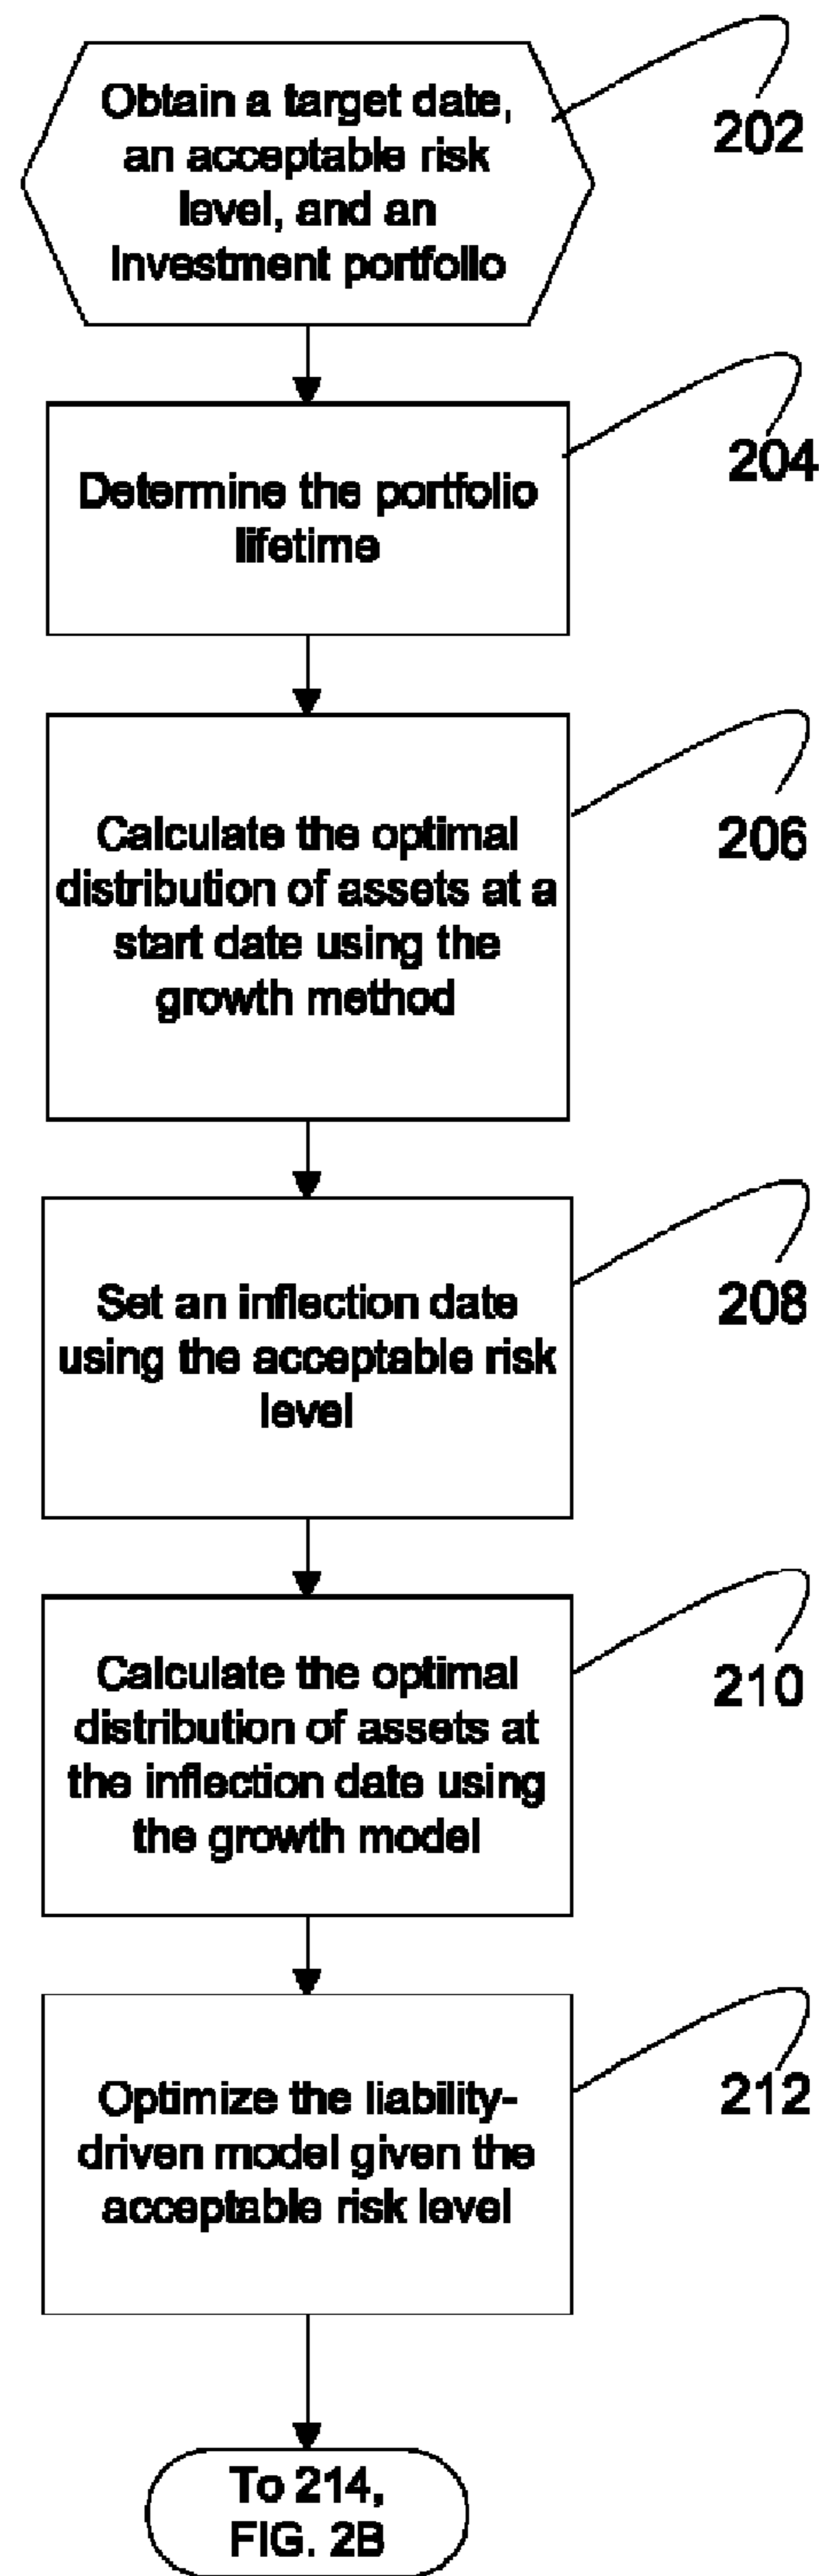 Obtain a target date,
an acceptable risk
level, and an
investment portfolio
202
Determine the portfolio
lifetime
204
Calculate the optimal
distribution of assets at a
start date using the
growth method
206
Set an inflection date
using the acceptable risk
level
208
Calculate the optimal
distribution of assets at
the inflection date using
the growth model
210
Optimize the liability-
driven model given the
acceptable risk level
212
To 214,
FIG. 2B